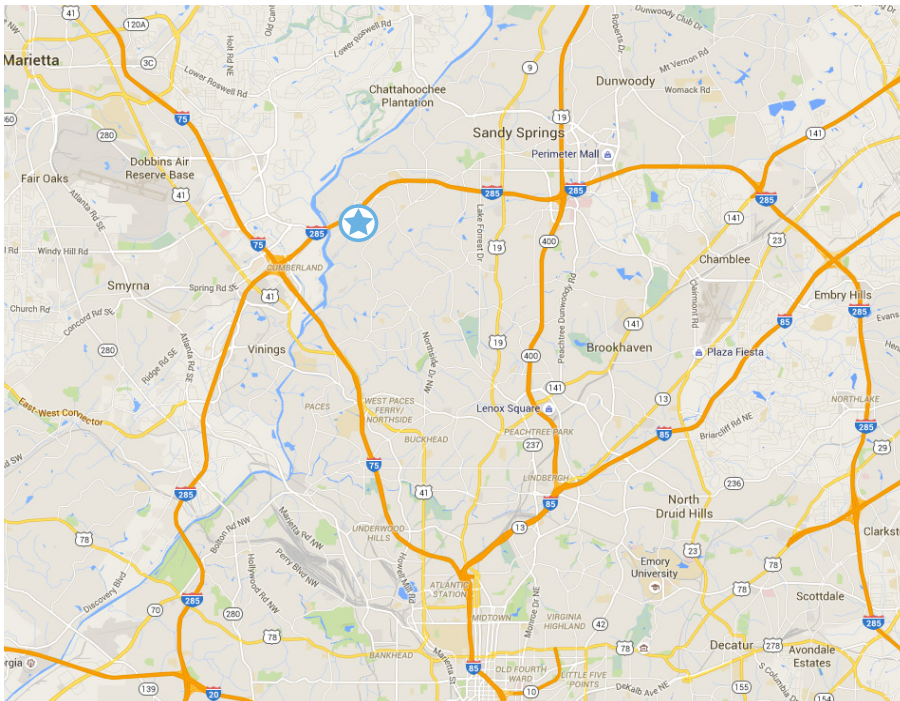 41
120A
Holt Rd NE
Lower Roswell Rd
Roberts Dr
Dunwoody Club Dr
Marietta
3C
Lower Roswell Rd
9
Mt Vernon Rd
Dunwoody
Womack Rd
Chattahoochee
Plantation
75
19
280
Sandy Springs
141
Perimeter Mall
Dobbins Air
Reserve Base
Fair Oaks
41
Atlanta Rd SE
285
285
285
Lake Forrest Dr
141
285
23
400
19
75
Windy Hill Rd
CUMBERLAND
Chamblee
Smyrna
Spring Rd SE
41
Peachtree Dunwoody Rd
Clairmont Rd
Embry Hills
Church Rd
Concord Rd SE
285
85
Evans
141
280
Atlanta Rd SE
Vinings
19
Northside Dr NW
Brookhaven
Plaza Fiesta
400
Ridge Rd SE
141
13
NORTHLAKE
East-West Connector
PACES
WEST PACES
FERRY/
NORTHSIDE
Lenox Square
285
PEACHTREE PARK
Briarcliff Rd NE
85
BUCKHEAD
237
29
75
LINDBERGH
236
285
41
85
North
Druid Hills
Bolton Rd NW
Marietta Rd NW
UNDERWOOD
HILLS
13
78
Clarkst
Perry Blvd NW
Howell Mill Rd
23
Emory
University
78
Discovery Blvd
Hollywood Rd NW
ATLANTIC
STATION
78
Scottdale
285
70
280
MIDTOWN
Monroe Dr NE
VIRGINIA
HIGHLAND
42
285
78
78
Decatur
278
Avondale
Estates
BANKHEAD
Marietta St
85
OLD FOURTH
WARD
LITTLE FIVE
POINTS
S Columbia Dr
139
20
10
DeKalb Ave NE
155
154